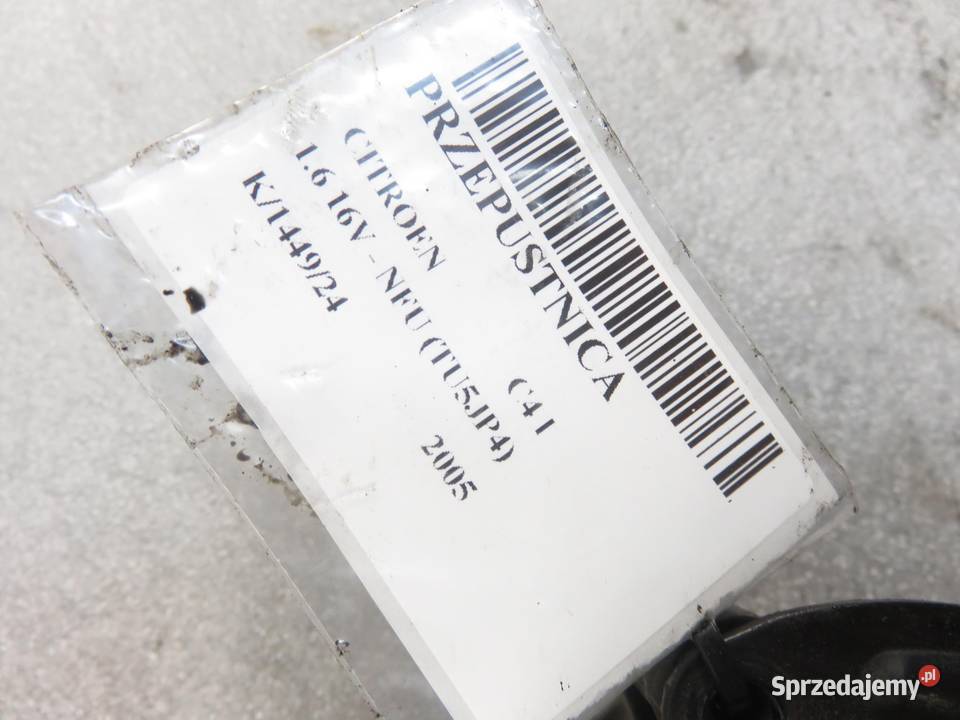 PRZEPUSTNICA
CITROEN C4 I
1.6 16V - NFU (TU5JP4)
K/1449/24 2005
Sprzedajemy.pl